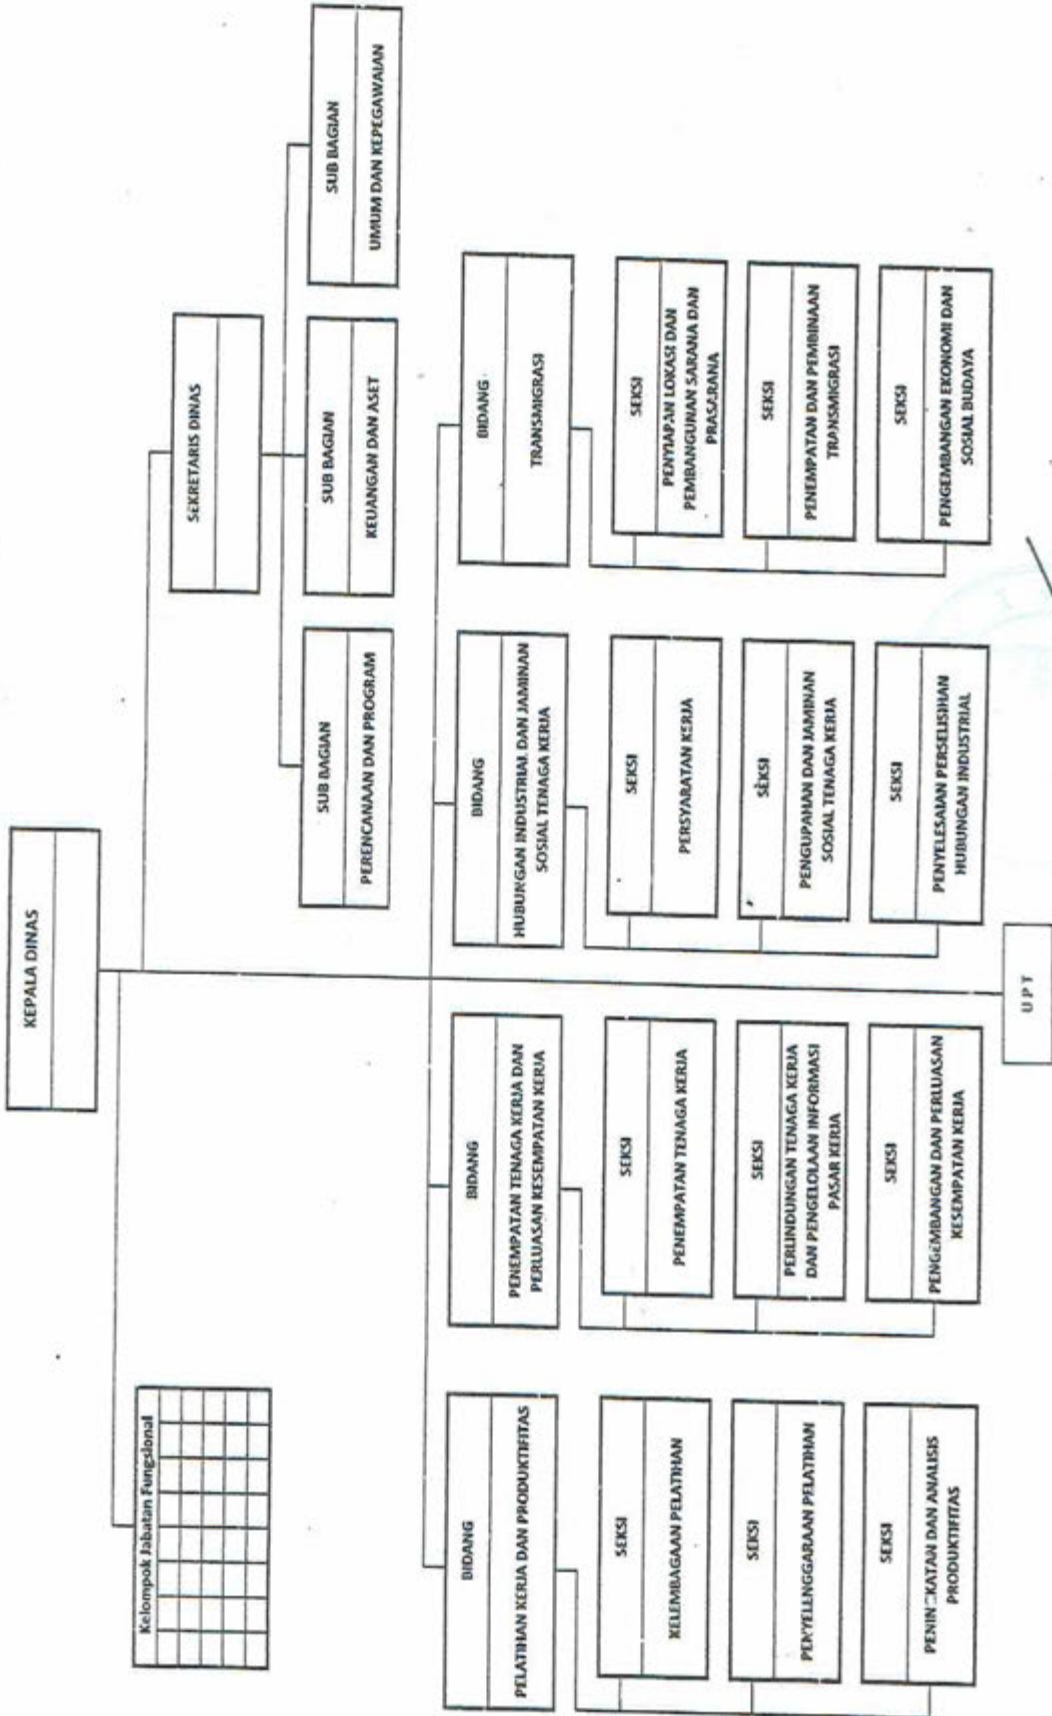 KEPALA DINAS
Kelompok Jabatan Fungsional
SEKRETARIS DINAS
SUB BAGIAN
PERENCANAAN DAN PROGRAM
SUB BAGIAN
KEUANGAN DAN ASET
SUB BAGIAN
UMUM DAN KEPEGAWAIAN
BIDANG
PELATIHAN KERJA DAN PRODUKTIFITAS
SEKSI
KELEMBAGAAN PELATIHAN
SEKSI
PENYELENGGARAAN PELATIHAN
SEKSI
PENINGKATAN DAN ANALISIS
PRODUKTIFITAS
BIDANG
PENEMPATAN TENAGA KERJA DAN
PERLUASAN KESEMPATAN KERJA
SEKSI
PENEMPATAN TENAGA KERJA
SEKSI
PERLINDUNGAN TENAGA KERJA
DAN PENGELOLAAN INFORMASI
PASAR KERJA
SEKSI
PENGEMBANGAN DAN PERLUASAN
KESEMPATAN KERJA
BIDANG
HUBUNGAN INDUSTRIAL DAN JAMINAN
SOSIAL TENAGA KERJA
SEKSI
PERSYARATAN KERJA
SEKSI
PENGUPAHAN DAN JAMINAN
SOSIAL TENAGA KERJA
SEKSI
PENYELESAIAN PERSELISIHAN
HUBUNGAN INDUSTRIAL
BIDANG
TRANSMIGRASI
SEKSI
PENYIAPAN LOKASI DAN
PEMBANGUNAN SARANA DAN
PRASARANA
SEKSI
PENEMPATAN DAN PEMBINAAN
TRANSMIGRASI
SEKSI
PENGEMBANGAN EKONOMI DAN
SOSIAL BUDAYA
U P T